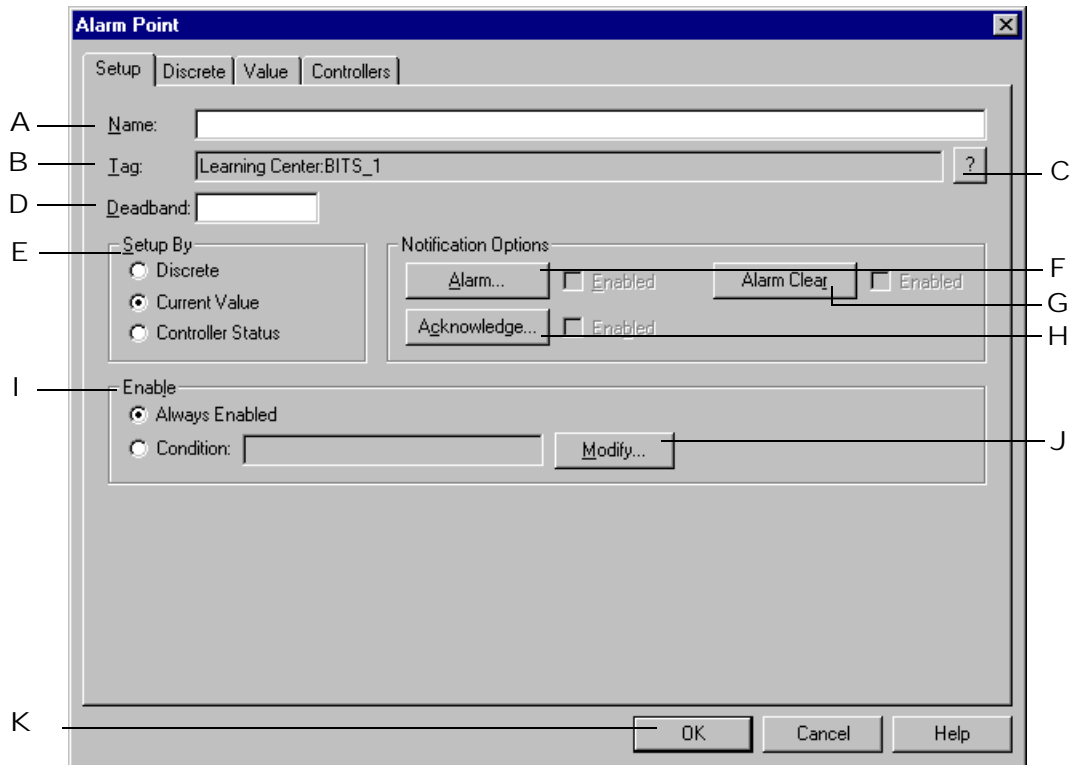 Alarm Point
Setup Discrete Value Controllers
A Name:
B Tag: Learning Center:BITS_1 ? C
D Deadband:
E Setup By Notification Options
Discrete Alarm... Enabled Alarm Clear Enabled F
Current Value G
Controller Status Acknowledge... Enabled H
I Enable
Always Enabled
Condition: Modify... J
K OK Cancel Help